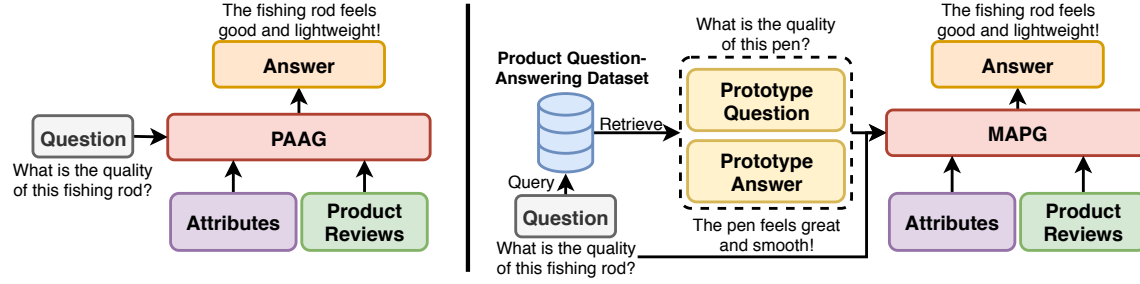 The fishing rod feels
good and lightweight!
Answer
Question
PAAG
What is the quality
of this fishing rod?
Attributes
Product
Reviews
Product Question-
Answering Dataset
Retrieve
Query
Question
What is the quality
of this fishing rod?
What is the quality
of this pen?
Prototype
Question
Prototype
Answer
The pen feels great
and smooth!
The fishing rod feels
good and lightweight!
Answer
MAPG
Attributes
Product
Reviews